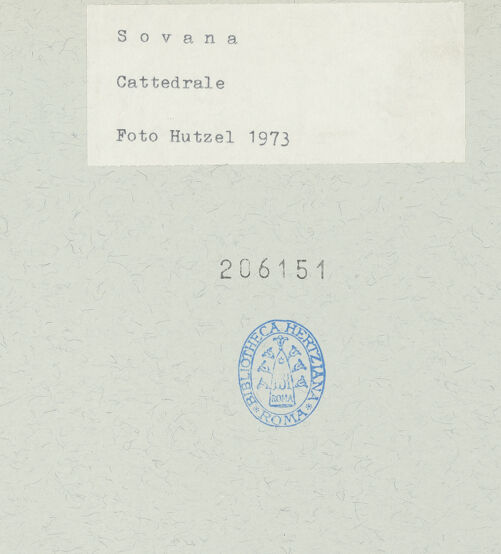 S o v a n a
Cattedrale
Foto Hutzel 1973
206151
BIBLIOTHECA HERTZIANA
ROMA
* ROMA *